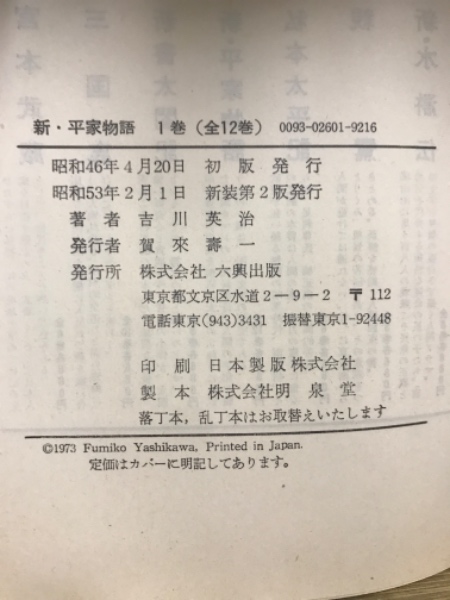 新・平家物語 1巻（全12巻） 0093-02601-9216
昭和46年4月20日 初版発行
昭和53年2月1日 新装第2版発行
著者 吉川英治
発行者 賀來壽一
発行所 株式会社 六興出版
東京都文京区水道2-9-2 〒112
電話東京(943)3431 振替東京1-92448
印刷 日本製版株式会社
製本 株式会社明泉堂
落丁本，乱丁本はお取替えいたします
©1973 Fumiko Yashikawa, Printed in Japan.
定価はカバーに明記してあります。